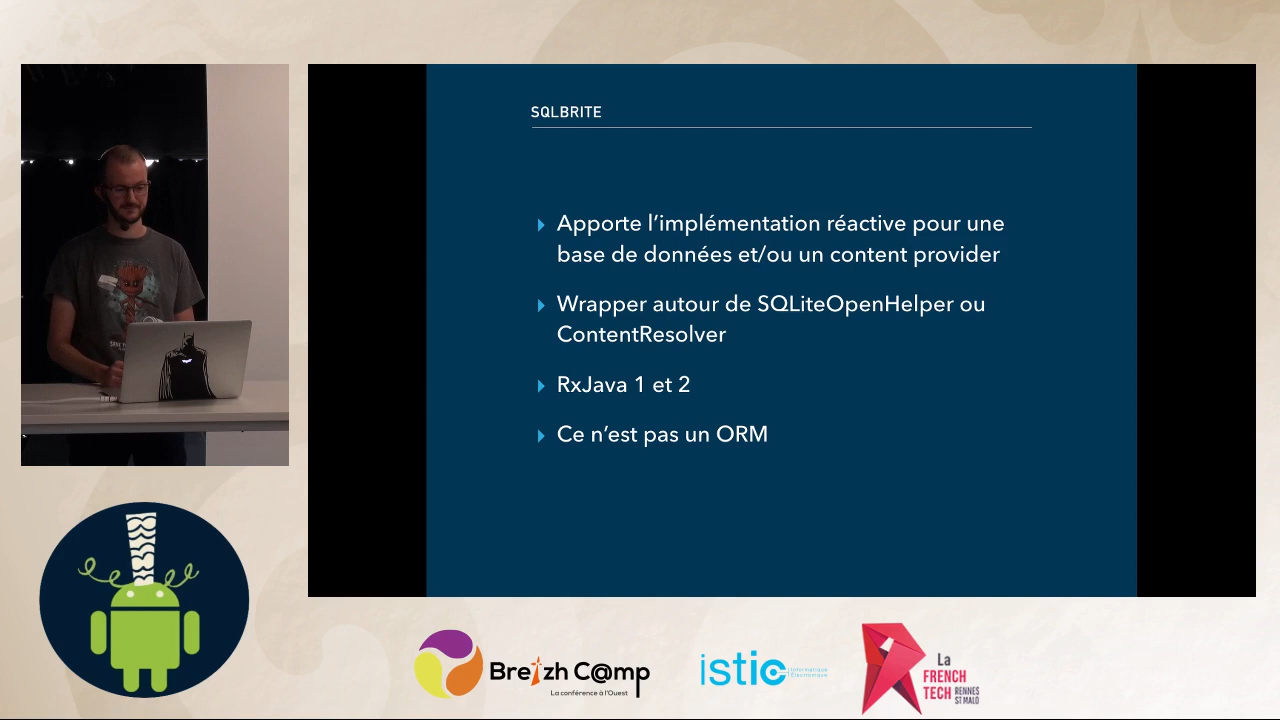 SQLBRITE
Apporte l’implémentation réactive pour une
base de données et/ou un content provider
Wrapper autour de SQLiteOpenHelper ou
ContentResolver
RxJava 1 et 2
Ce n’est pas un ORM
Breizh C@mp
La conférence à l'Ouest
istic
Informatique
Électronique
La
FRENCH
TECH
RENNES
ST MALO